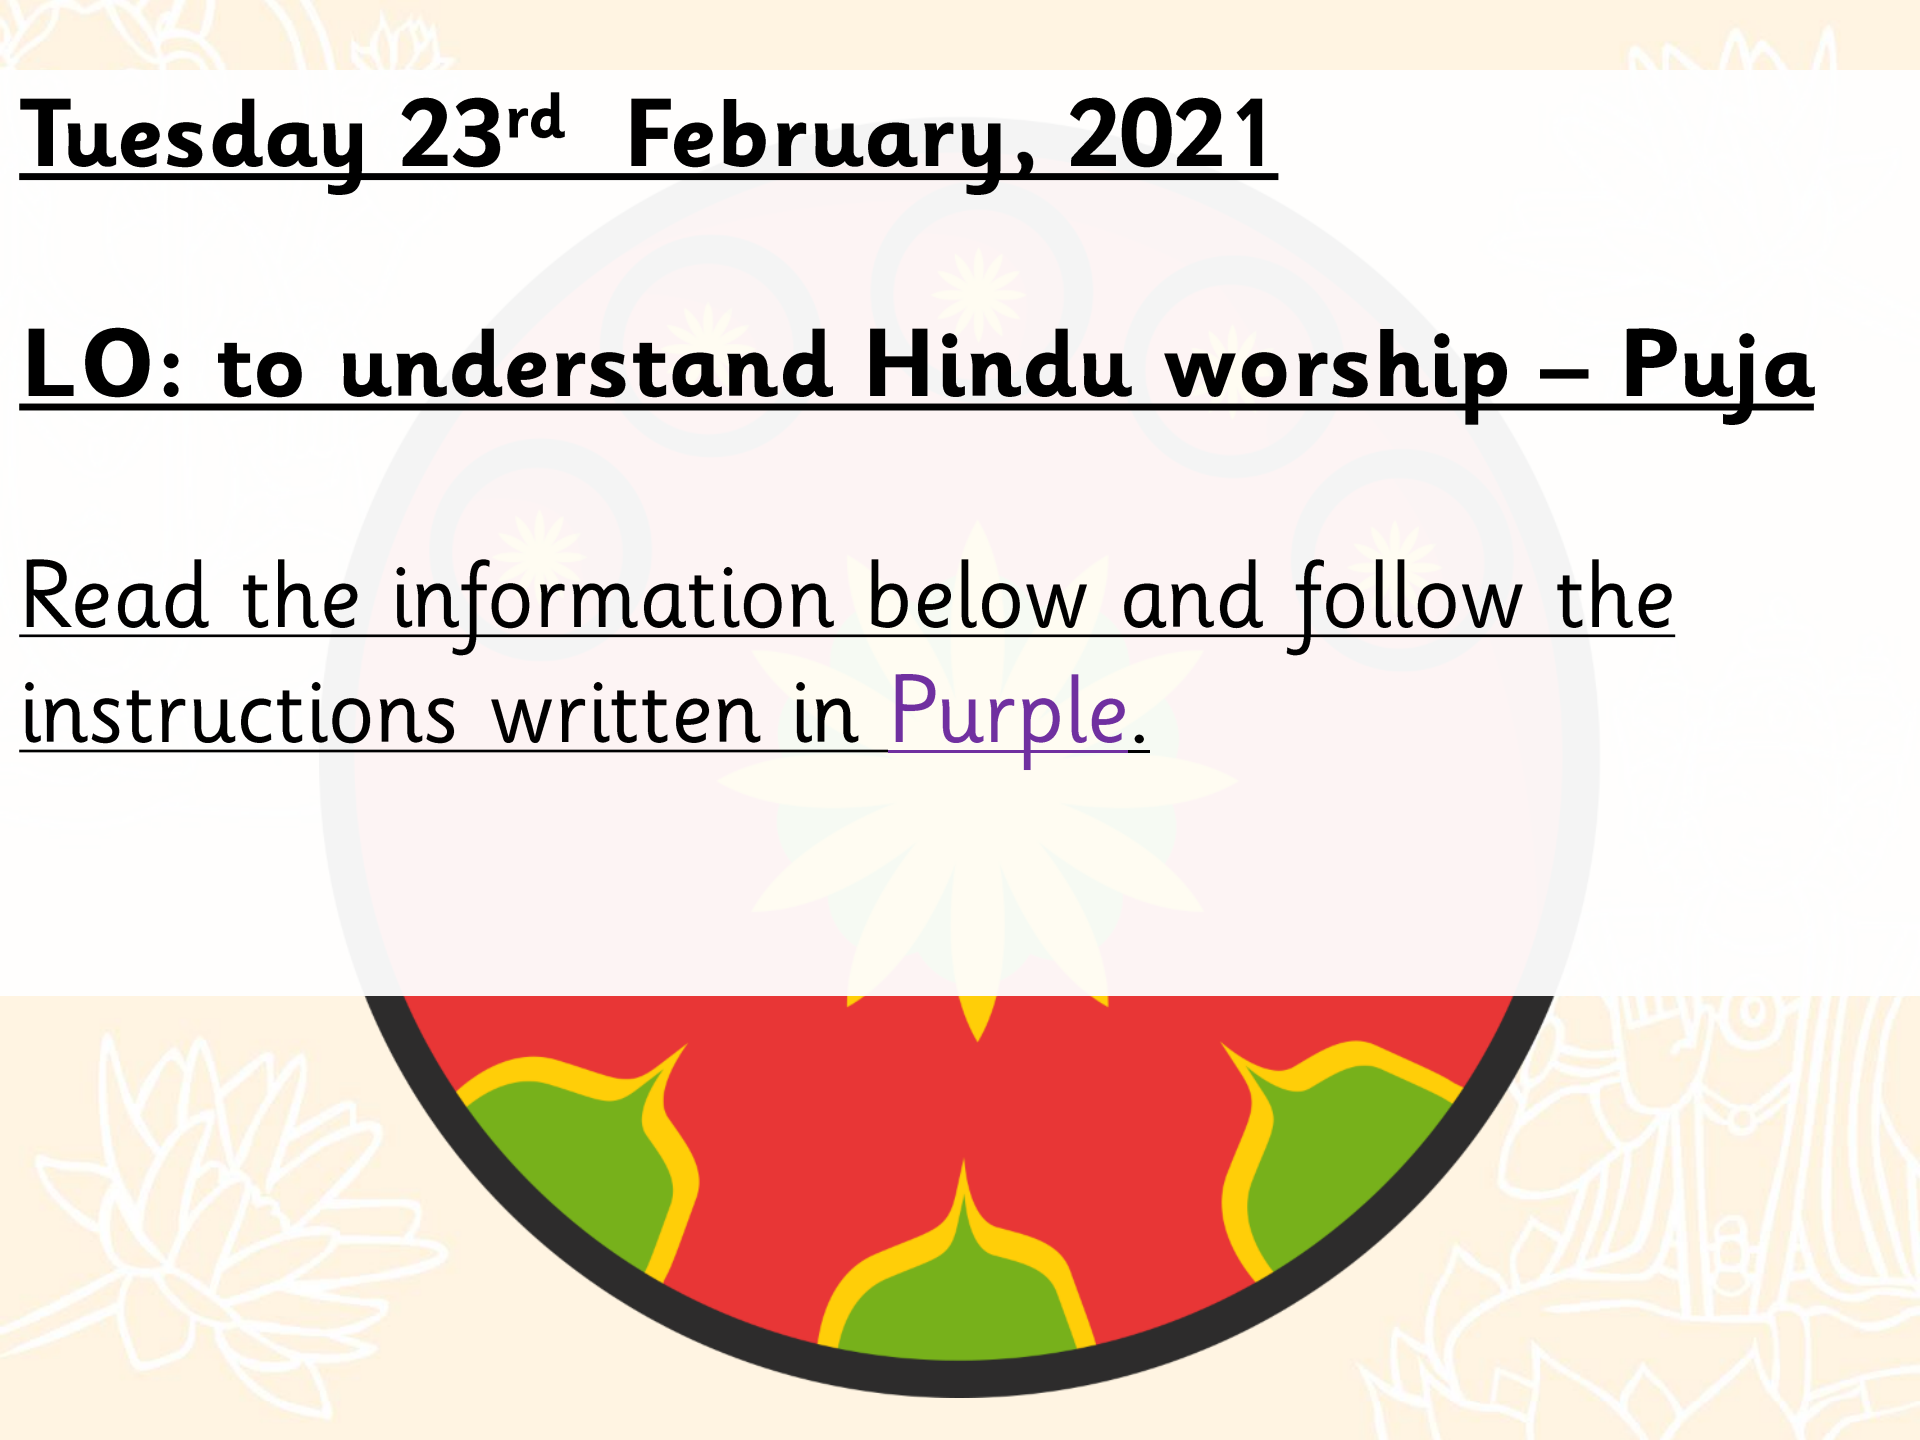 Tuesday 23rd February, 2021
LO: to understand Hindu worship – Puja
Read the information below and follow the
instructions written in Purple.